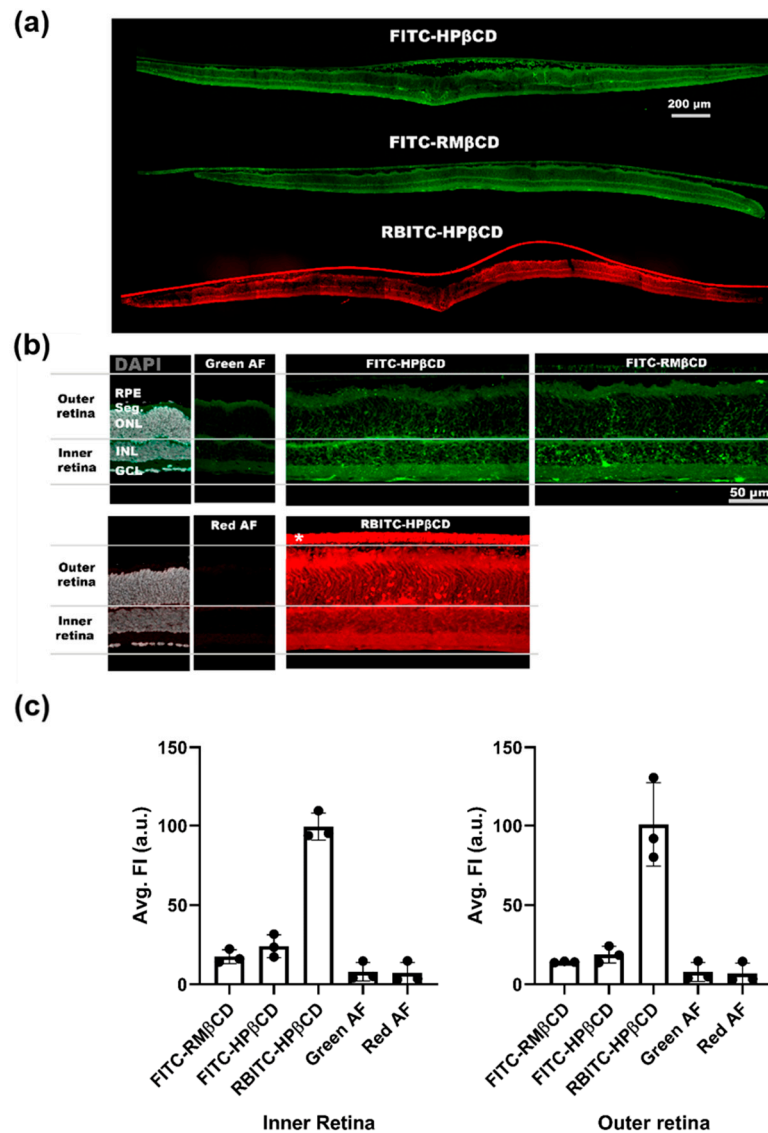 (a)
FITC-HPβCD
200 µm
FITC-RMβCD
RBITC-HPβCD
(b)
DAPI
Green AF
FITC-HPβCD
FITC-RMβCD
Outer
retina
RPE
Seg.
ONL
Inner
retina
INL
GCL
50 µm
Red AF
RBITC-HPβCD
*
Outer
retina
Inner
retina
(c)
Avg. FI (a.u.)
150
100
50
0
FITC-RMβCD
FITC-HPβCD
RBITC-HPβCD
Green AF
Red AF
Inner Retina
Avg. FI (a.u.)
150
100
50
0
FITC-RMβCD
FITC-HPβCD
RBITC-HPβCD
Green AF
Red AF
Outer retina